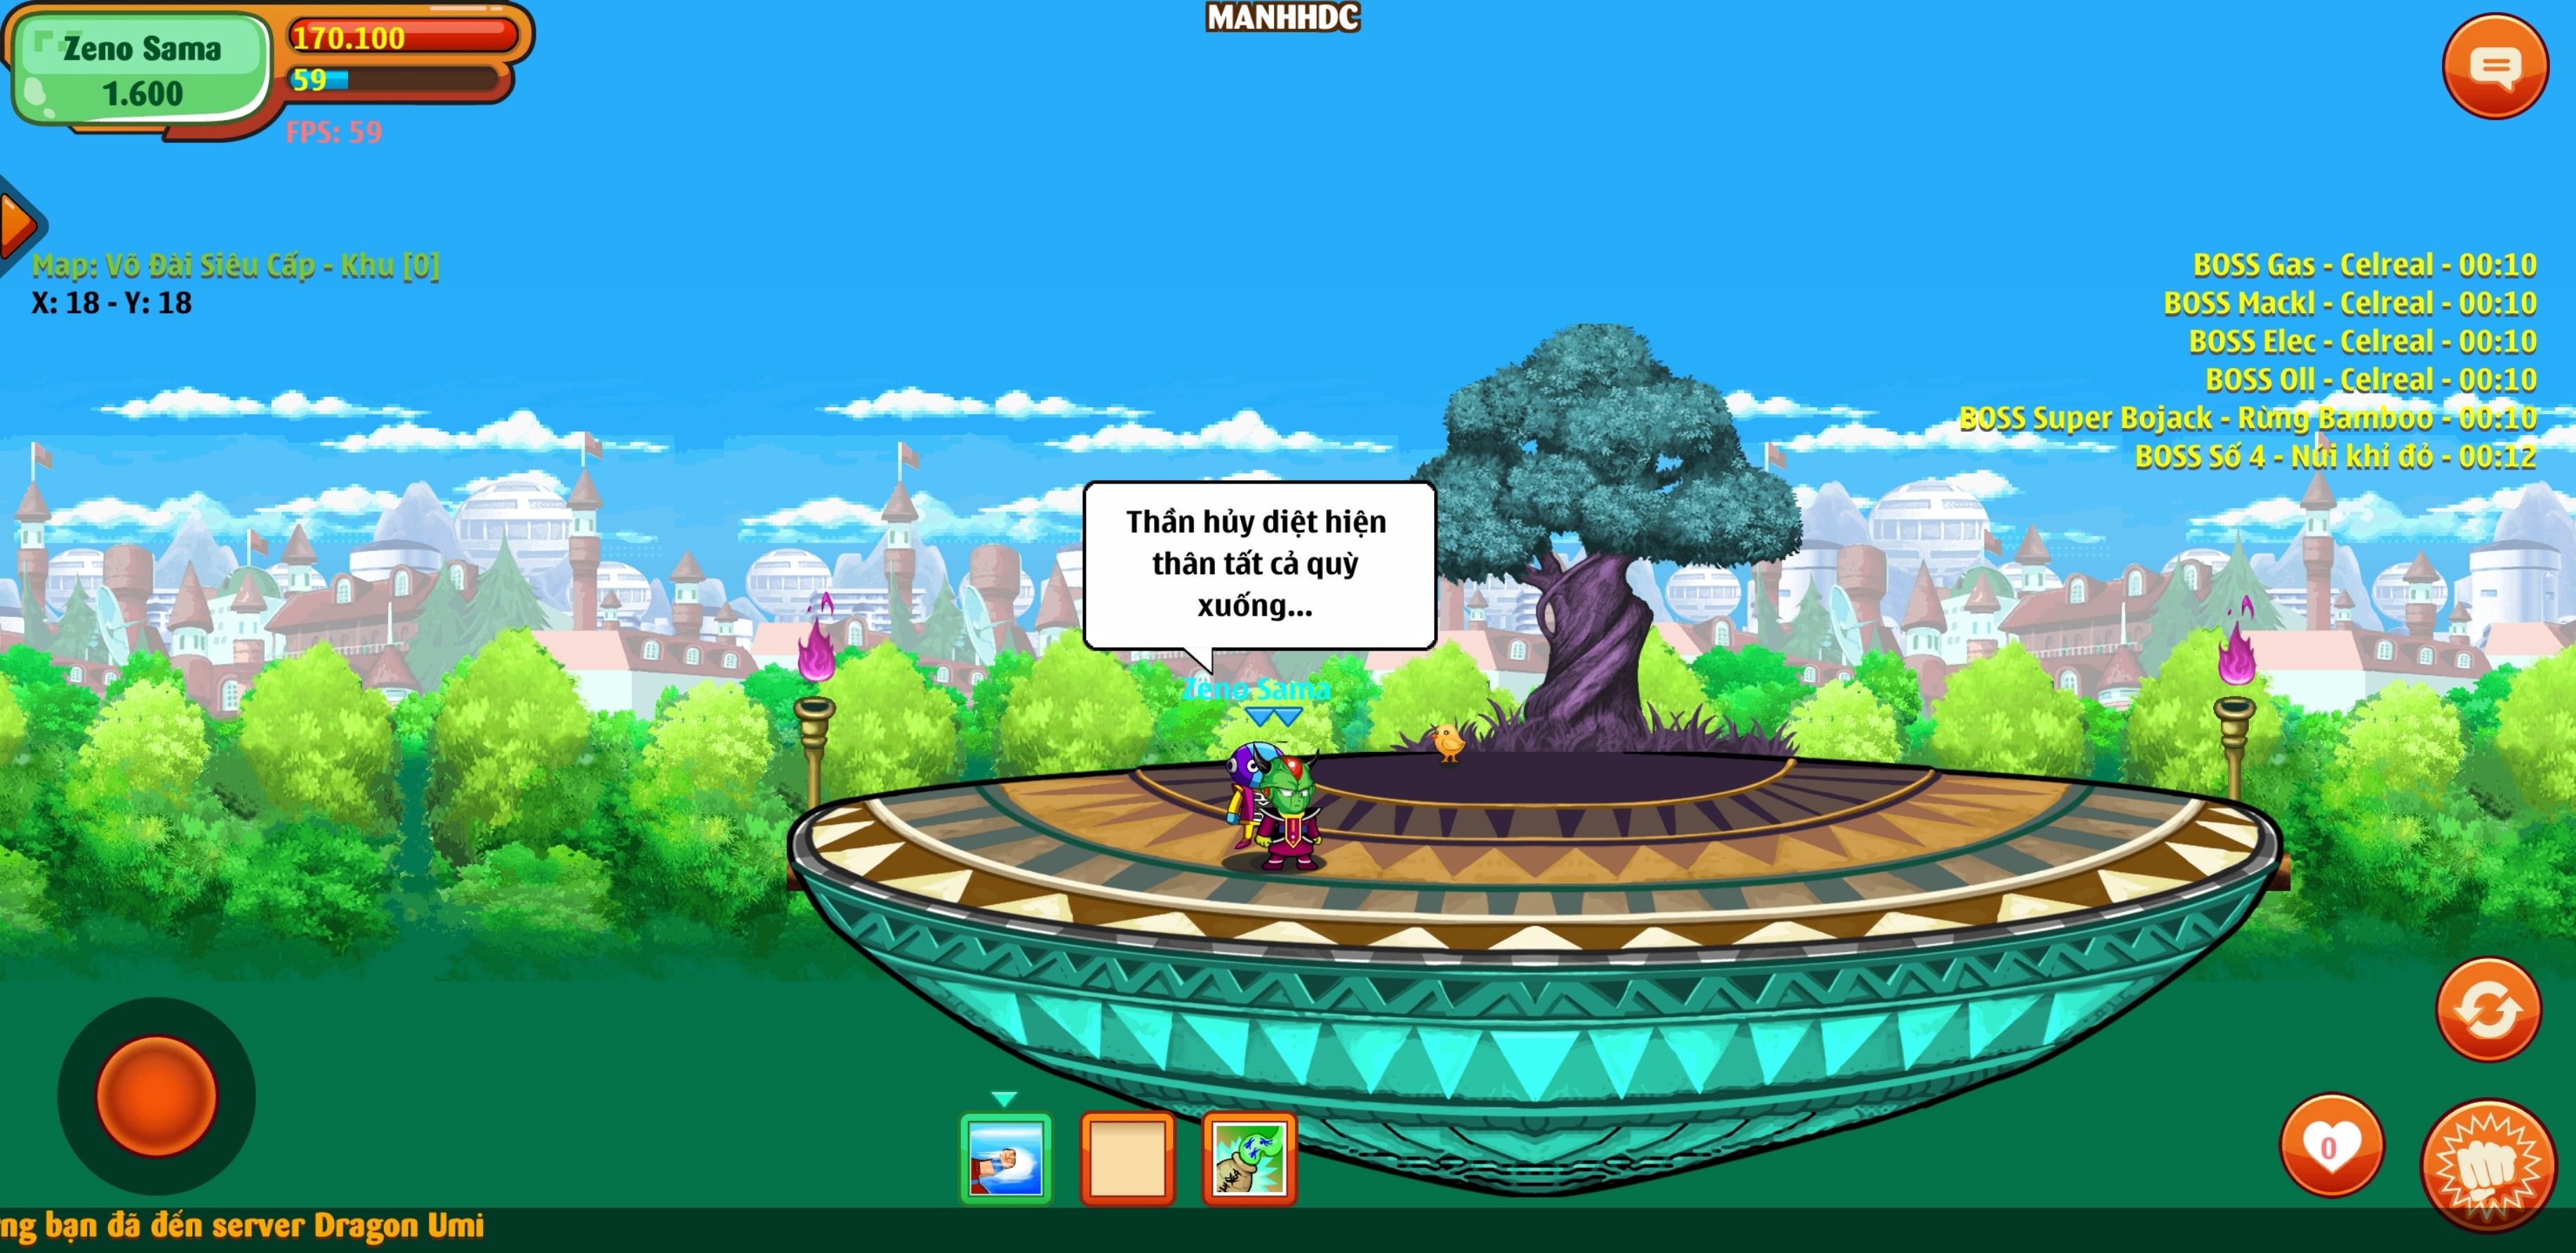 MANHHDC
Zeno Sama
1.600
170.100
59
FPS: 59
Map: Võ Đài Siêu Cấp - Khu [0]
X: 18 - Y: 18
BOSS Gas - Celreal - 00:10
BOSS Mackl - Celreal - 00:10
BOSS Elec - Celreal - 00:10
BOSS Oll - Celreal - 00:10
BOSS Super Bojack - Rừng Bamboo - 00:10
BOSS Số 4 - Núi khỉ đỏ - 00:12
Thần hủy diệt hiện
thân tất cả quỳ
xuống...
Zeno Sama
0
ng bạn đã đến server Dragon Umi